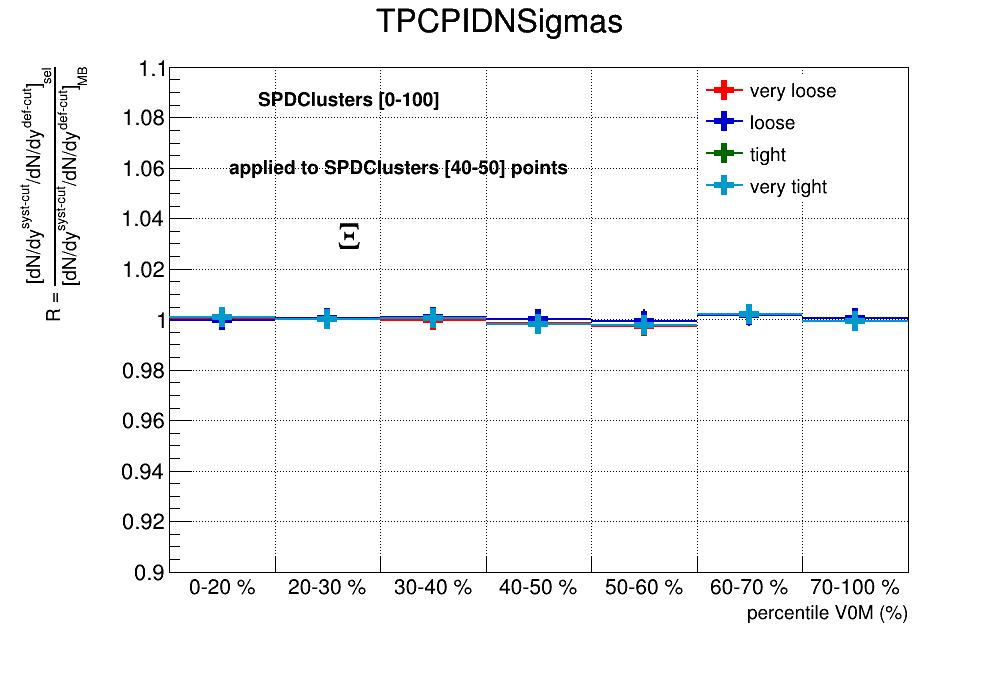 TPCPIDNSigmas
R = [dN/dy^syst-cut/dN/dy^def-cut]_sel
[dN/dy^syst-cut/dN/dy^def-cut]_MB
1.1
1.08
1.06
1.04
1.02
1
0.98
0.96
0.94
0.92
0.9
SPDClusters [0-100]
applied to SPDClusters [40-50] points
Ξ
very loose
loose
tight
very tight
0-20 % 20-30 % 30-40 % 40-50 % 50-60 % 60-70 % 70-100 %
percentile V0M (%)